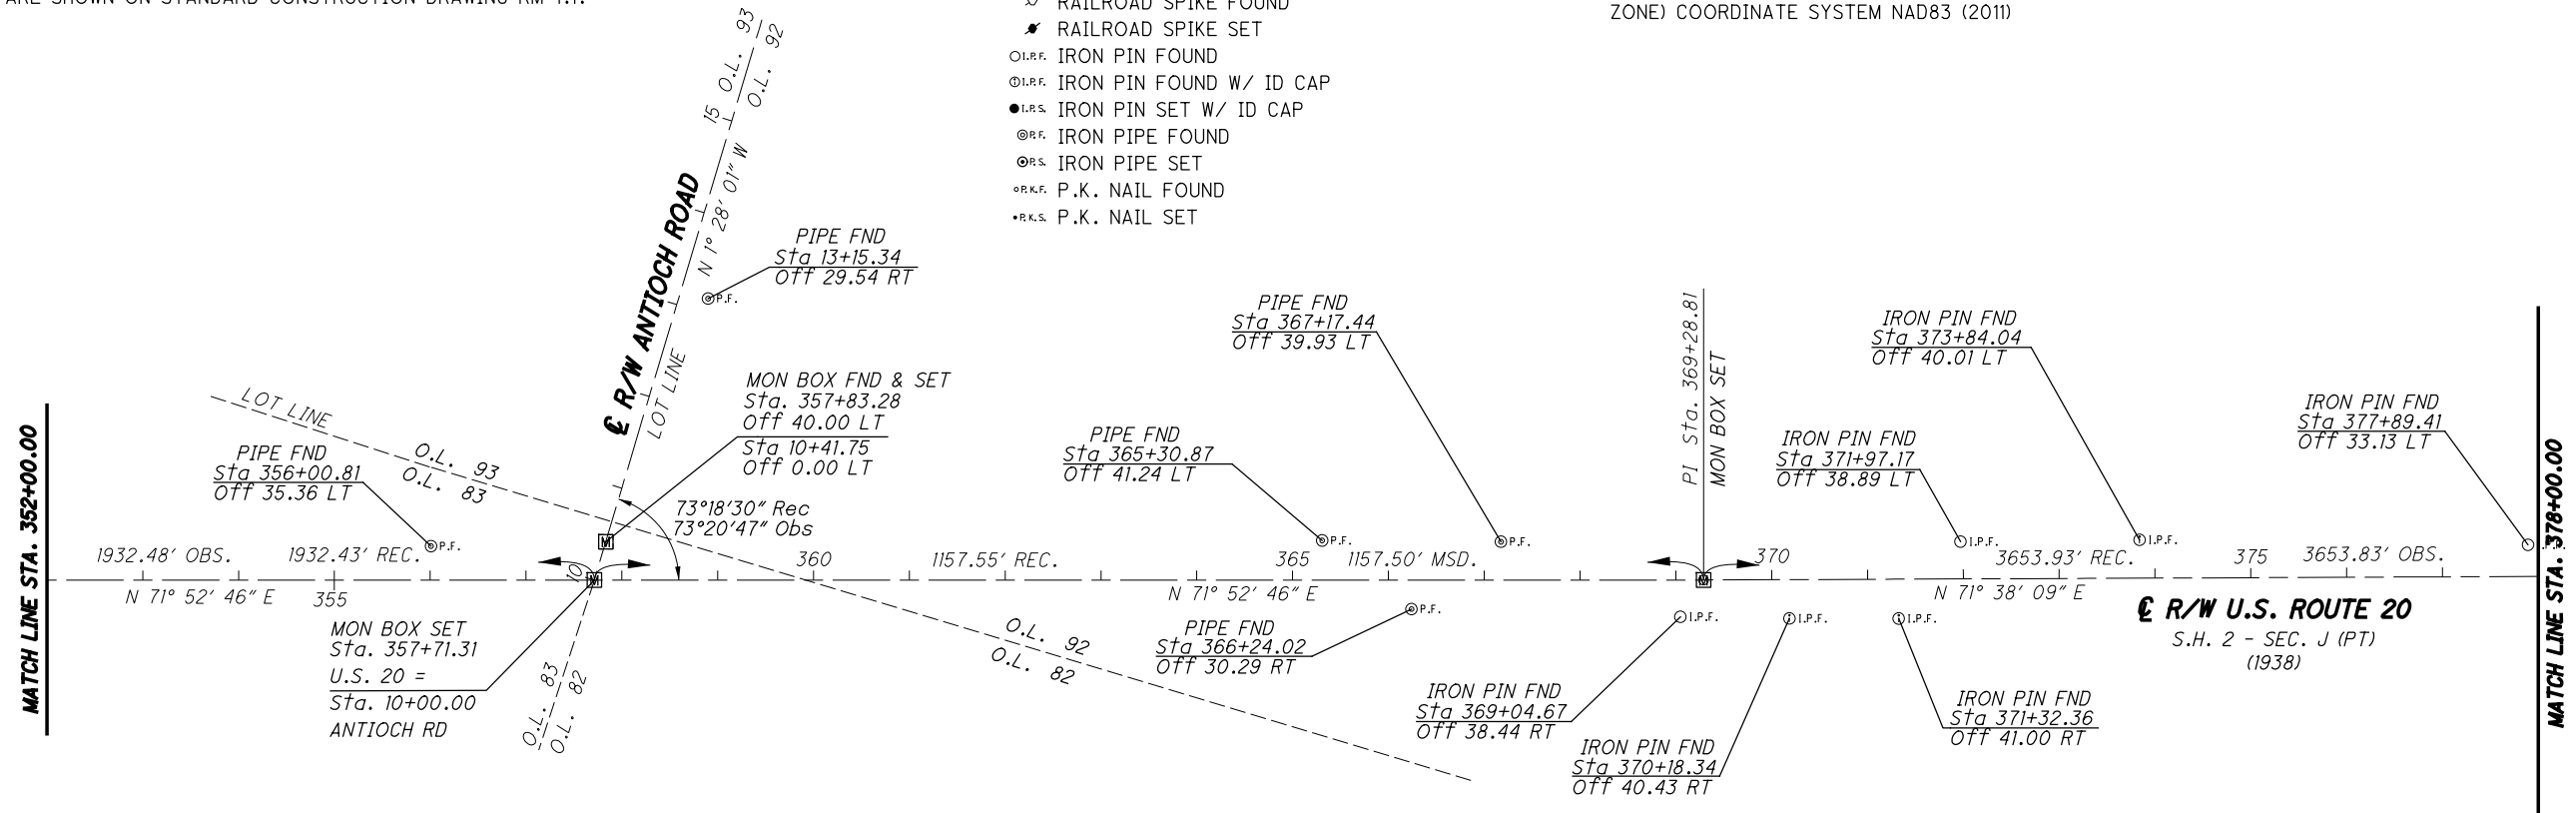 ARE SHOWN ON STANDARD CONSTRUCTION DRAWING RM-1.1.
RAILROAD SPIKE FOUND
RAILROAD SPIKE SET
I.P.F. IRON PIN FOUND
I.P.F. IRON PIN FOUND W/ ID CAP
I.P.S. IRON PIN SET W/ ID CAP
P.F. IRON PIPE FOUND
P.S. IRON PIPE SET
P.K.F. P.K. NAIL FOUND
P.K.S. P.K. NAIL SET
ZONE) COORDINATE SYSTEM NAD83 (2011)
O.L. 93
O.L. 92
15
N 1° 28' 01" W
℄ R/W ANTIOCH ROAD
LOT LINE
PIPE FND
Sta 13+15.34
Off 29.54 RT
P.F.
MON BOX FND & SET
Sta. 357+83.28
Off 40.00 LT
Sta 10+41.75
Off 0.00 LT
73°18'30" Rec
73°20'47" Obs
LOT LINE
O.L. 93
O.L. 83
PIPE FND
Sta 356+00.81
Off 35.36 LT
P.F.
MATCH LINE STA. 352+00.00
1932.48' OBS.
1932.43' REC.
N 71° 52' 46" E
355
M
M
10
MON BOX SET
Sta. 357+71.31
U.S. 20 =
Sta. 10+00.00
ANTIOCH RD
O.L. 83
O.L. 82
360
1157.55' REC.
365
1157.50' MSD.
N 71° 52' 46" E
O.L. 92
O.L. 82
PIPE FND
Sta 365+30.87
Off 41.24 LT
P.F.
PIPE FND
Sta 367+17.44
Off 39.93 LT
P.F.
PIPE FND
Sta 366+24.02
Off 30.29 RT
P.F.
PI Sta. 369+28.81
MON BOX SET
IRON PIN FND
Sta 369+04.67
Off 38.44 RT
I.P.F.
IRON PIN FND
Sta 370+18.34
Off 40.43 RT
I.P.F.
IRON PIN FND
Sta 371+32.36
Off 41.00 RT
I.P.F.
IRON PIN FND
Sta 371+97.17
Off 38.89 LT
I.P.F.
IRON PIN FND
Sta 373+84.04
Off 40.01 LT
I.P.F.
IRON PIN FND
Sta 377+89.41
Off 33.13 LT
370
3653.93' REC.
375
3653.83' OBS.
N 71° 38' 09" E
℄ R/W U.S. ROUTE 20
S.H. 2 - SEC. J (PT)
(1938)
MATCH LINE STA. 378+00.00